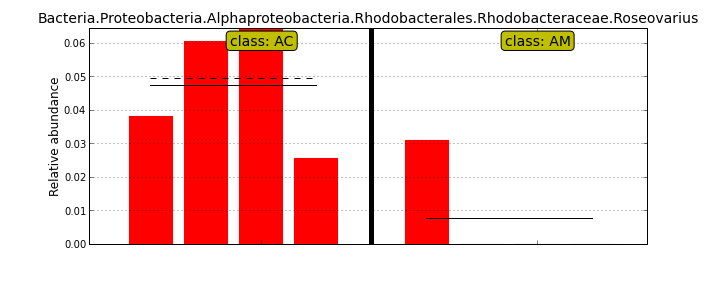 Bacteria.Proteobacteria.Alphaproteobacteria.Rhodobacterales.Rhodobacteraceae.Roseovarius
class: AC
class: AM
Relative abundance
0.06
0.05
0.04
0.03
0.02
0.01
0.00